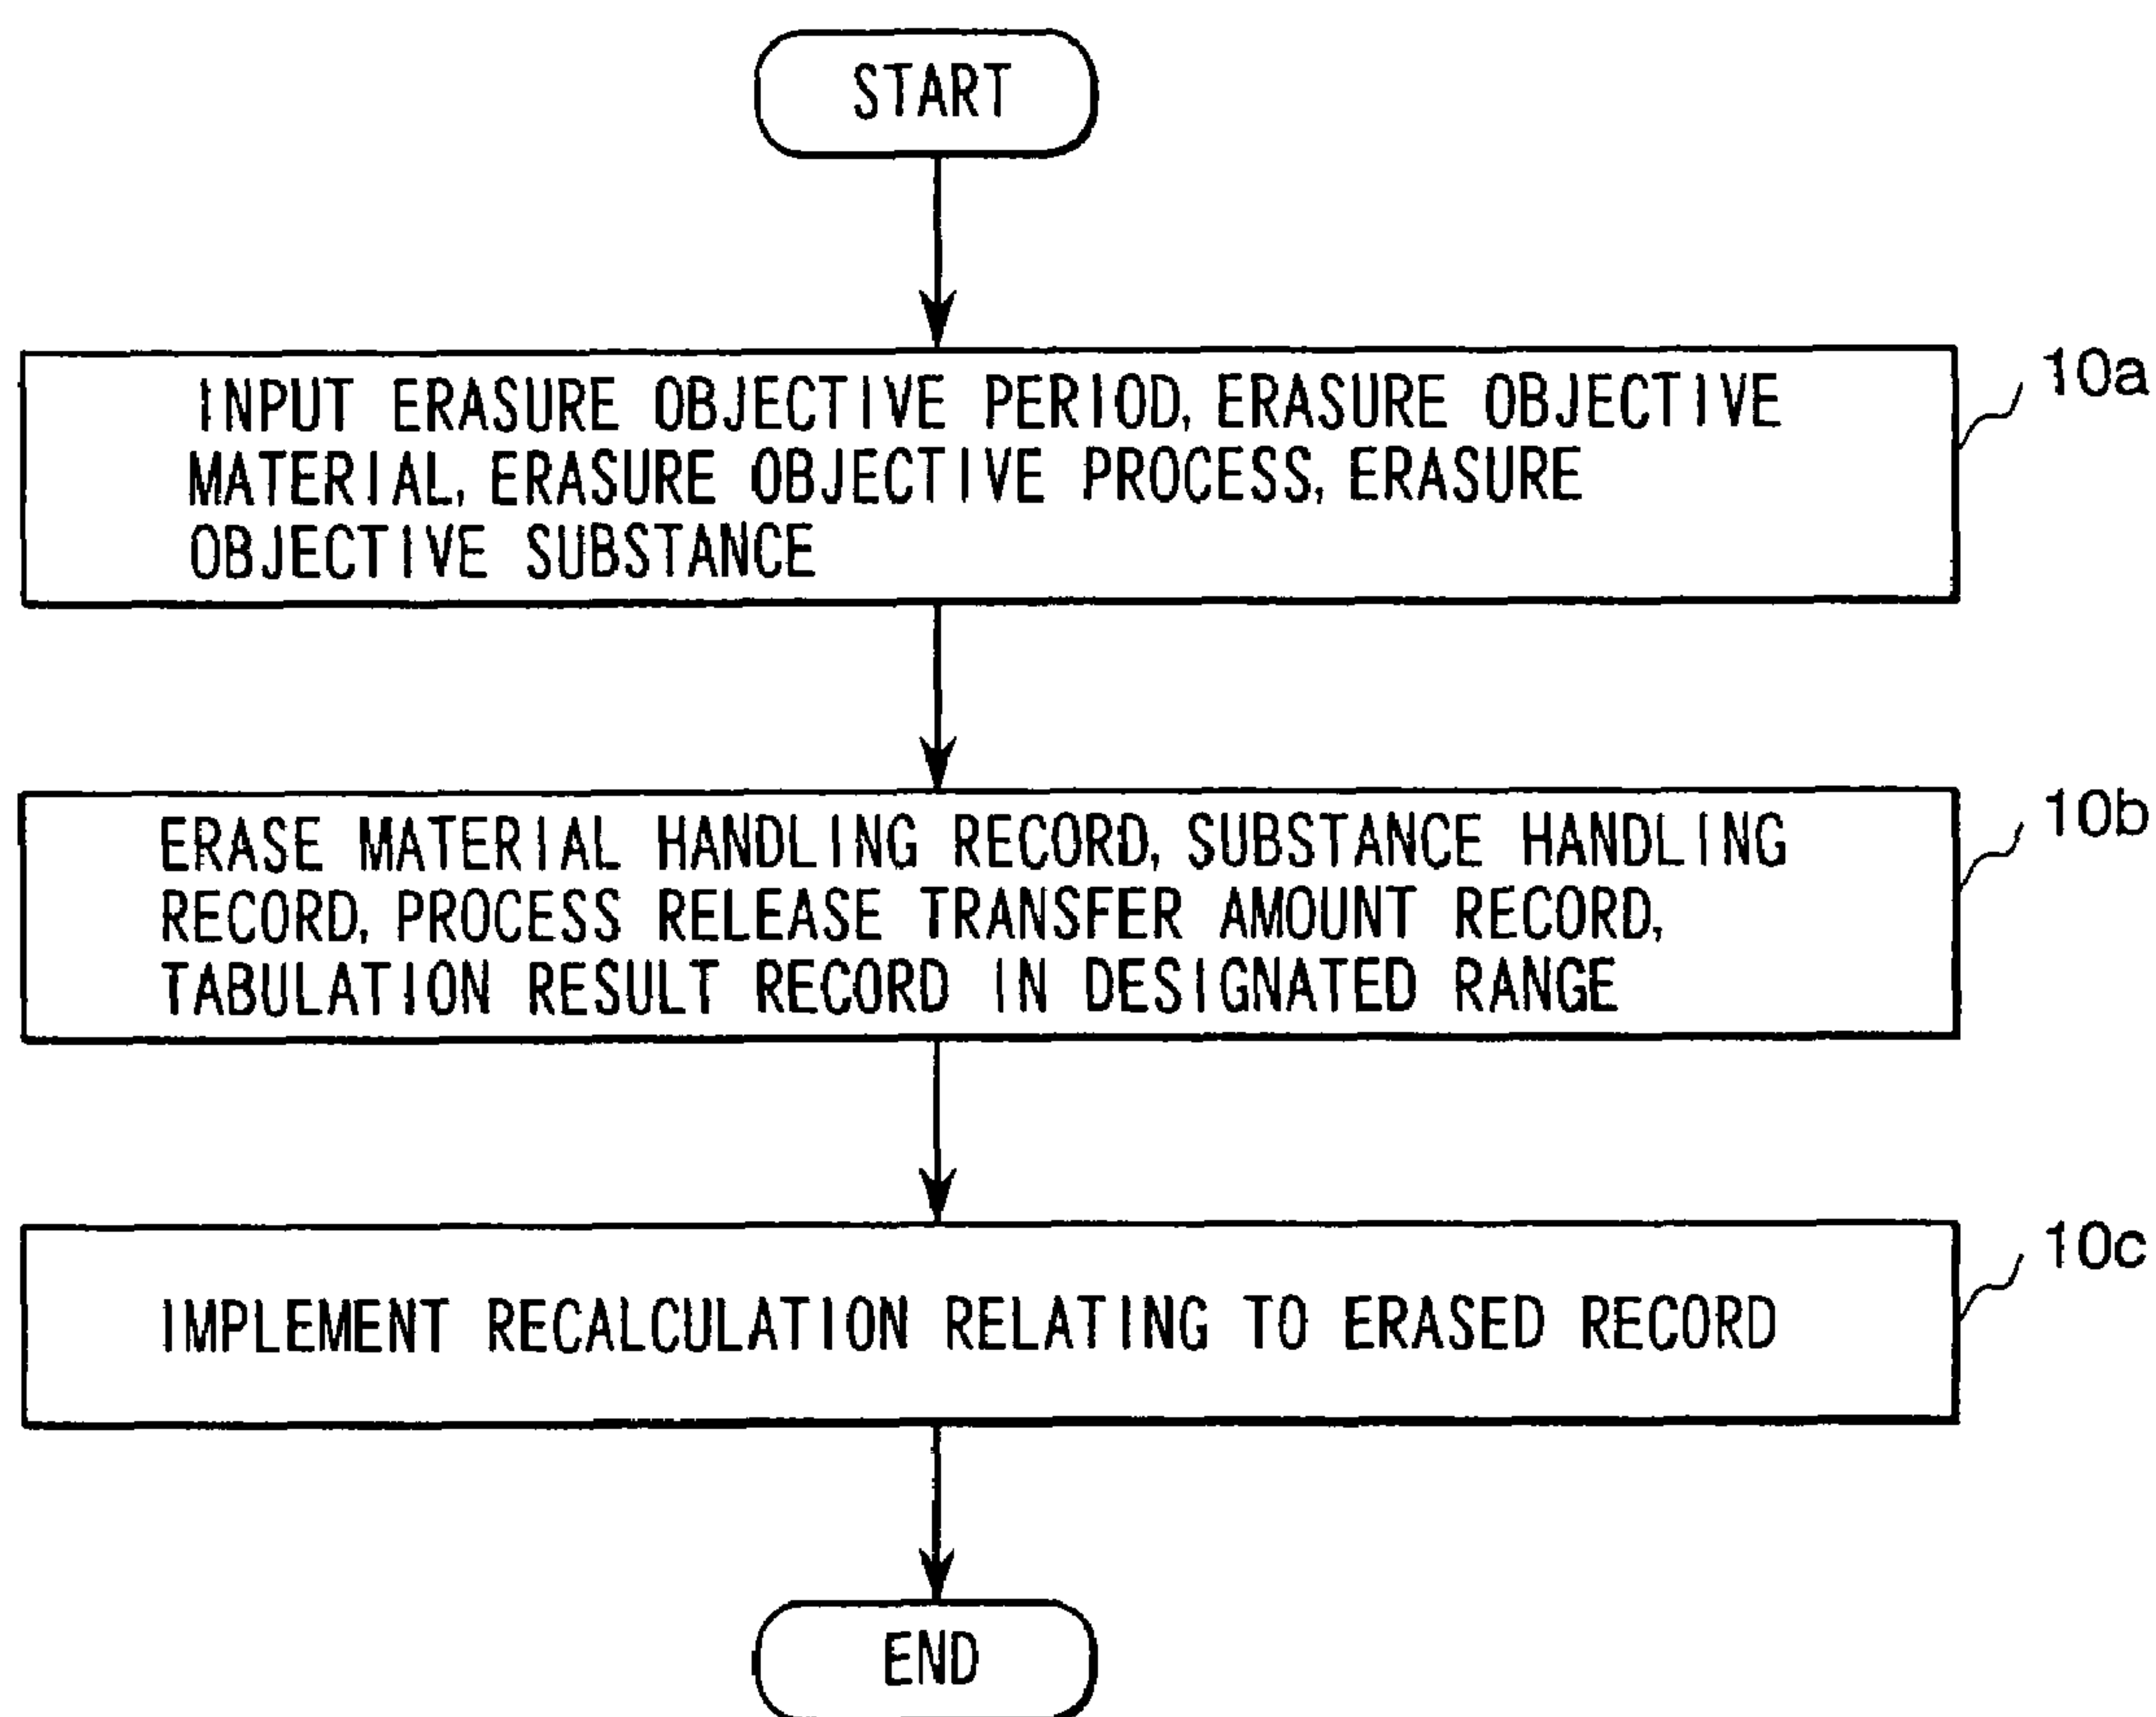 START
INPUT ERASURE OBJECTIVE PERIOD, ERASURE OBJECTIVE
MATERIAL, ERASURE OBJECTIVE PROCESS, ERASURE
OBJECTIVE SUBSTANCE
10a
ERASE MATERIAL HANDLING RECORD, SUBSTANCE HANDLING
RECORD, PROCESS RELEASE TRANSFER AMOUNT RECORD,
TABULATION RESULT RECORD IN DESIGNATED RANGE
10b
IMPLEMENT RECALCULATION RELATING TO ERASED RECORD
10c
END